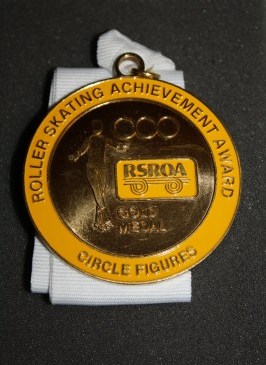 ROLLER SKATING ACHIEVEMENT AWARD
RSROA
GOLD
MEDAL
CIRCLE FIGURES